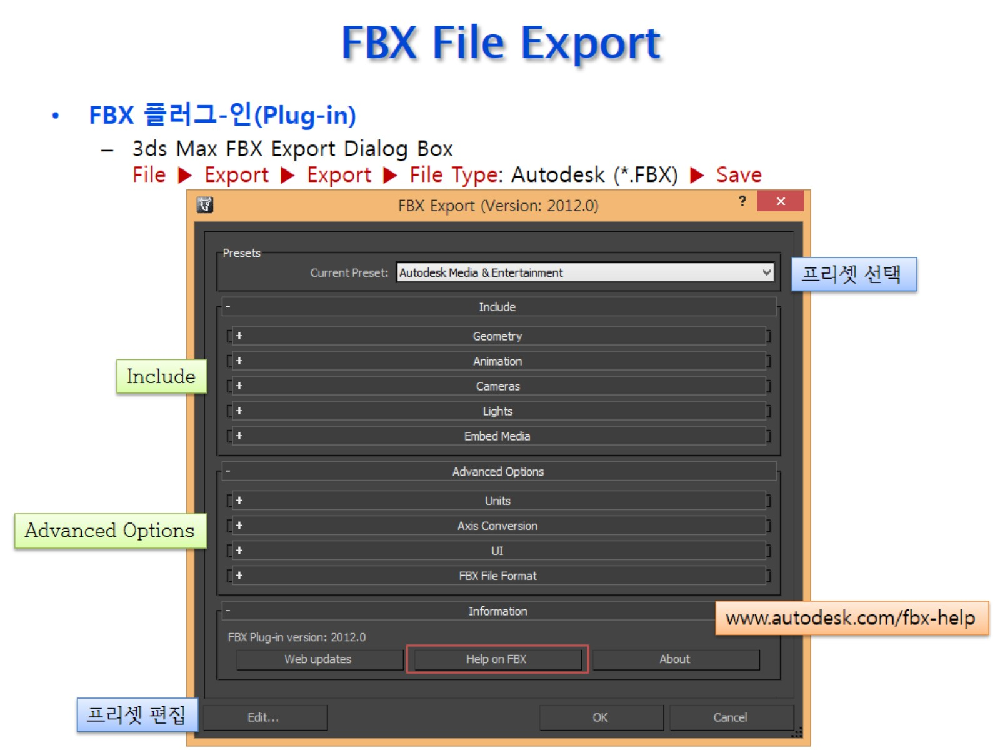 FBX File Export
• FBX 플러그-인(Plug-in)
– 3ds Max FBX Export Dialog Box
File ▶ Export ▶ Export ▶ File Type: Autodesk (*.FBX) ▶ Save
FBX Export (Version: 2012.0)
?
Presets
Current Preset: Autodesk Media & Entertainment
프리셋 선택
- Include
+ Geometry
+ Animation
Include
+ Cameras
+ Lights
+ Embed Media
- Advanced Options
+ Units
+ Axis Conversion
Advanced Options
+ UI
+ FBX File Format
- Information
www.autodesk.com/fbx-help
FBX Plug-in version: 2012.0
Web updates Help on FBX About
프리셋 편집
Edit... OK Cancel